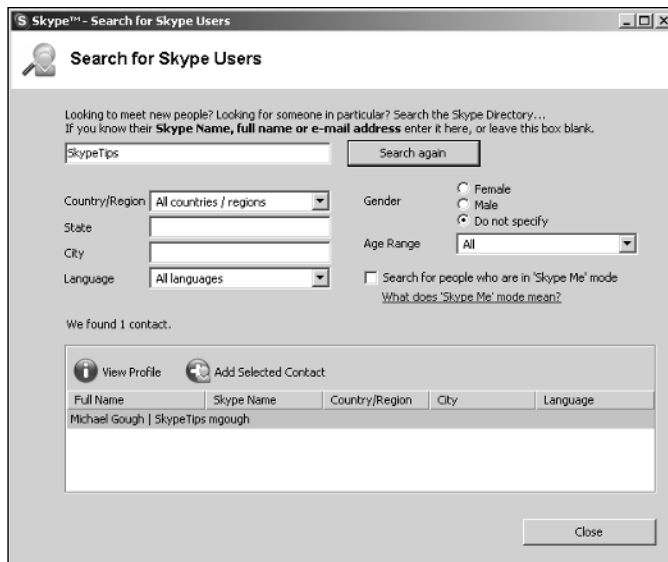 Skype™ - Search for Skype Users
Search for Skype Users
Looking to meet new people? Looking for someone in particular? Search the Skype Directory...
If you know their Skype Name, full name or e-mail address enter it here, or leave this box blank.
SkypeTips
Search again
Country/Region All countries / regions
State
City
Language All languages
Gender
Female
Male
Do not specify
Age Range All
Search for people who are in 'Skype Me' mode
What does 'Skype Me' mode mean?
We found 1 contact.
View Profile Add Selected Contact
Full Name Skype Name Country/Region City Language
Michael Gough | SkypeTips mgough
Close